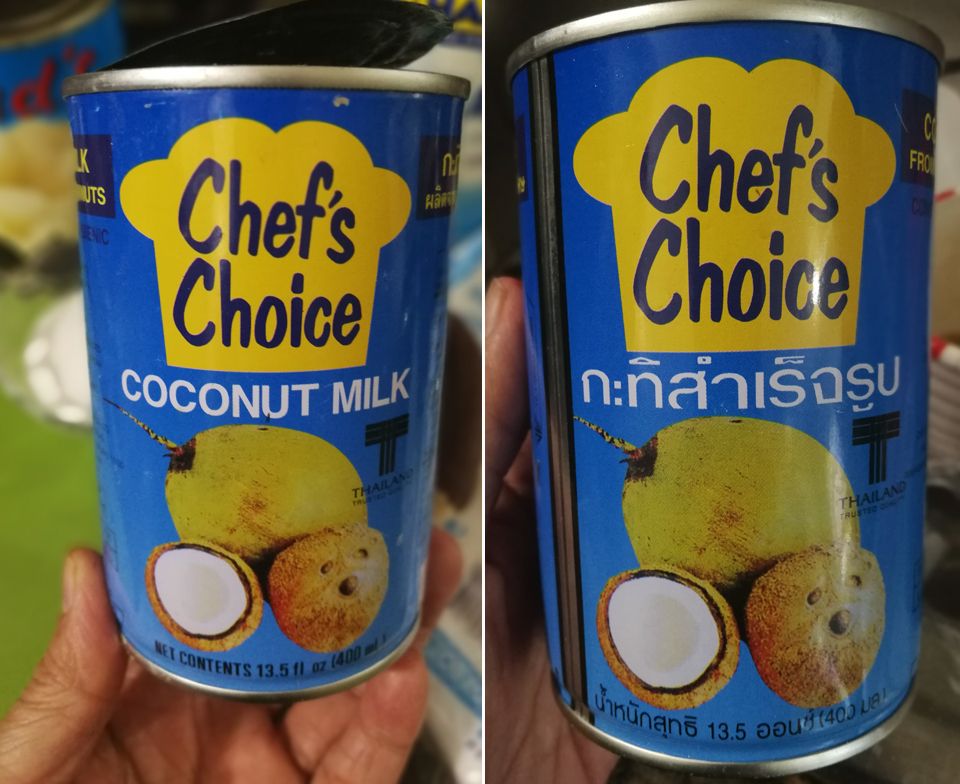 Chef's
Choice
COCONUT MILK
THAILAND
TRUSTED QUALITY
NET CONTENTS 13.5 fl oz (400 ml)
Chef's
Choice
กะทิสำเร็จรูป
THAILAND
TRUSTED QUALITY
น้ำหนักสุทธิ 13.5 ออนซ์ (400 มล)